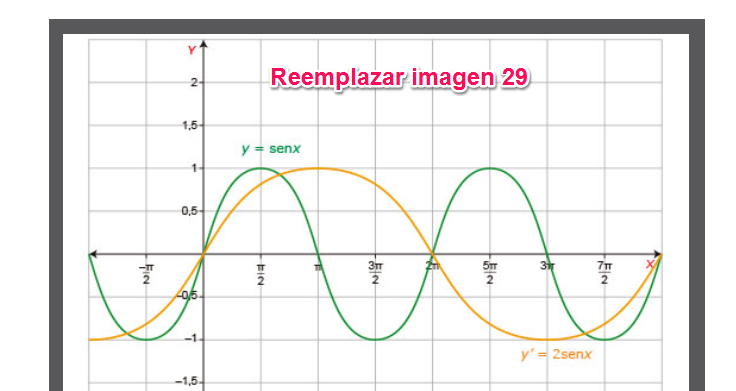 Y
Reemplazar imagen 29
2
1,5
y = senx
1
0,5
−π/2
π/2
π
3π/2
2π
5π/2
3π
7π/2
X
−0,5
−1
y′ = 2senx
−1,5